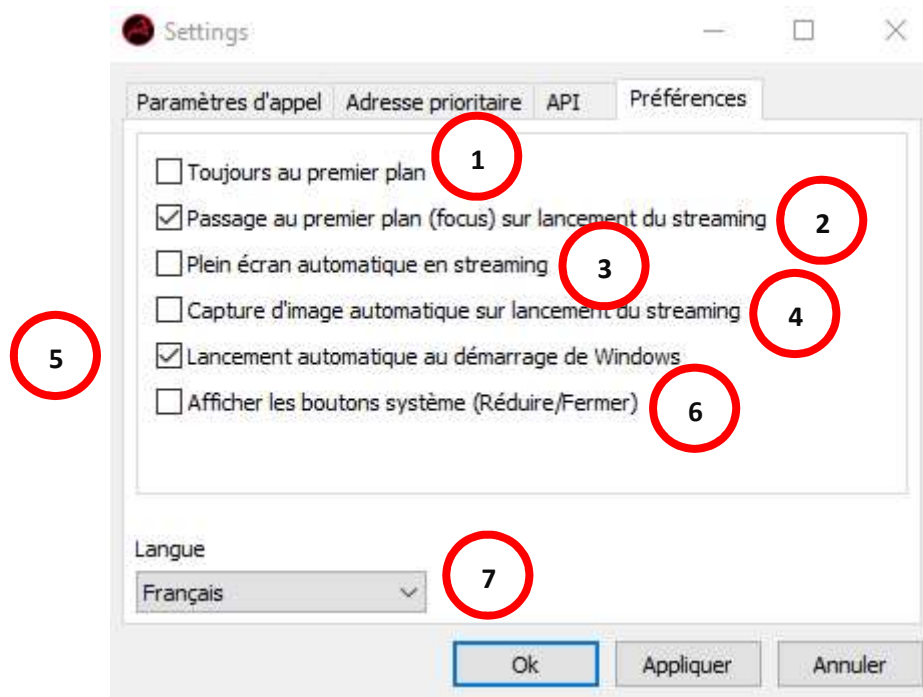 Settings
Paramètres d'appel Adresse prioritaire API Préférences
Toujours au premier plan 1
Passage au premier plan (focus) sur lancement du streaming 2
Plein écran automatique en streaming 3
Capture d'image automatique sur lancement du streaming 4
5 Lancement automatique au démarrage de Windows
Afficher les boutons système (Réduire/Fermer) 6
Langue
Français 7
Ok Appliquer Annuler